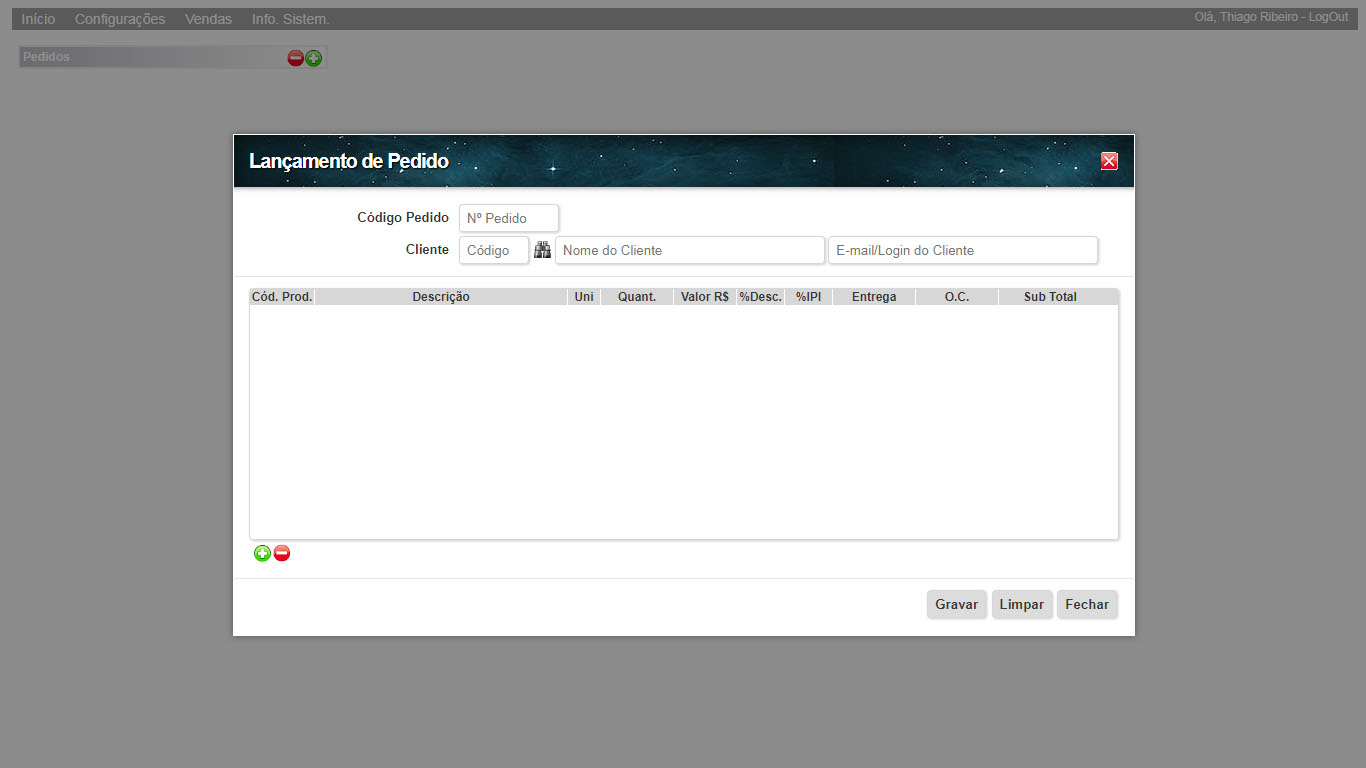 Início Configurações Vendas Info. Sistem. Olá, Thiago Ribeiro - LogOut
Pedidos
Lançamento de Pedido
Código Pedido Nº Pedido
Cliente Código Nome do Cliente E-mail/Login do Cliente
Cód. Prod. Descrição Uni Quant. Valor R$ %Desc. %IPI Entrega O.C. Sub Total
Gravar Limpar Fechar